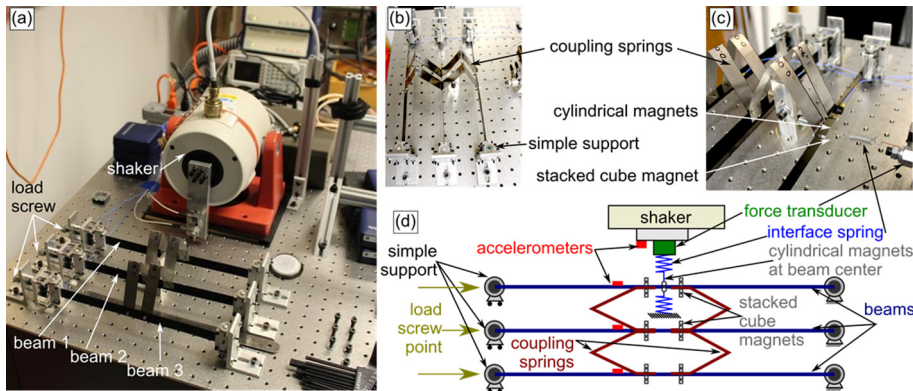 (a)
shaker
load
screw
beam 1
beam 2
beam 3
(b)
coupling springs
cylindrical magnets
simple support
stacked cube magnet
(c)
(d)
shaker
force transducer
interface spring
accelerometers
cylindrical magnets
at beam center
simple
support
load
screw
point
coupling
springs
stacked
cube
magnets
beams